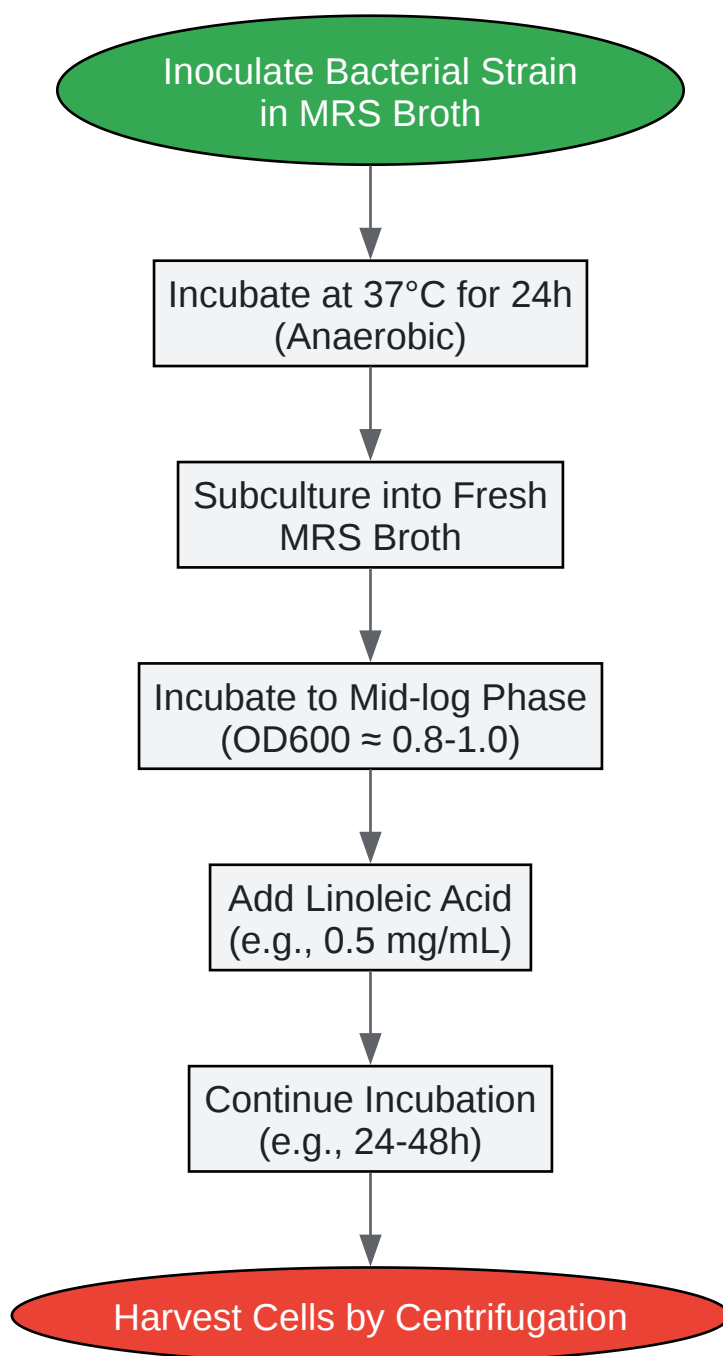 Inoculate Bacterial Strain
in MRS Broth
Incubate at 37°C for 24h
(Anaerobic)
Subculture into Fresh
MRS Broth
Incubate to Mid-log Phase
(OD600 ≈ 0.8-1.0)
Add Linoleic Acid
(e.g., 0.5 mg/mL)
Continue Incubation
(e.g., 24-48h)
Harvest Cells by Centrifugation